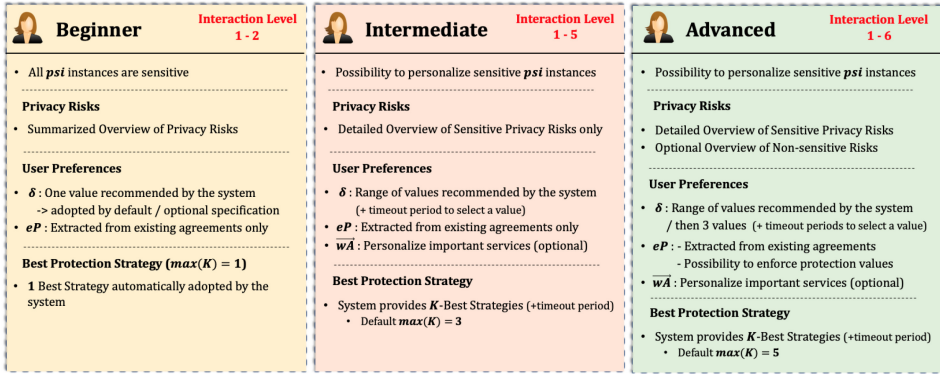 Beginner
Interaction Level
1 - 2
• All psi instances are sensitive
Privacy Risks
• Summarized Overview of Privacy Risks
User Preferences
• δ : One value recommended by the system
-> adopted by default / optional specification
• eP : Extracted from existing agreements only
Best Protection Strategy (max(K) = 1)
• 1 Best Strategy automatically adopted by the
system
Intermediate
Interaction Level
1 - 5
• Possibility to personalize sensitive psi instances
Privacy Risks
• Detailed Overview of Sensitive Privacy Risks only
User Preferences
• δ : Range of values recommended by the system
(+ timeout period to select a value)
• eP : Extracted from existing agreements only
• \overrightarrow{wA} : Personalize important services (optional)
Best Protection Strategy
• System provides K-Best Strategies (+timeout period)
• Default max(K) = 3
Advanced
Interaction Level
1 - 6
• Possibility to personalize sensitive psi instances
Privacy Risks
• Detailed Overview of Sensitive Privacy Risks
• Optional Overview of Non-sensitive Risks
User Preferences
• δ : Range of values recommended by the system
/ then 3 values (+ timeout periods to select a value)
• eP : - Extracted from existing agreements
- Possibility to enforce protection values
• \overrightarrow{wA} : Personalize important services (optional)
Best Protection Strategy
• System provides K-Best Strategies (+timeout period)
• Default max(K) = 5